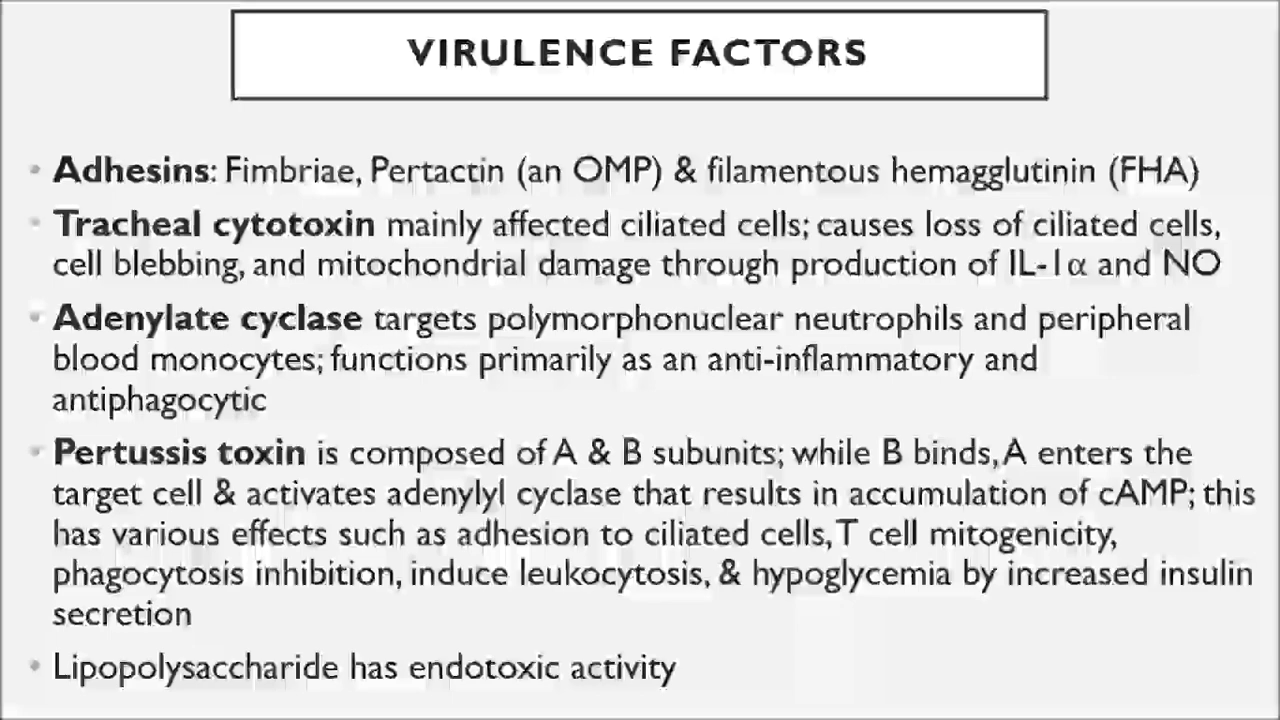 VIRULENCE FACTORS
• Adhesins: Fimbriae, Pertactin (an OMP) & filamentous hemagglutinin (FHA)
• Tracheal cytotoxin mainly affected ciliated cells; causes loss of ciliated cells,
cell blebbing, and mitochondrial damage through production of IL-1α and NO
• Adenylate cyclase targets polymorphonuclear neutrophils and peripheral
blood monocytes; functions primarily as an anti-inflammatory and
antiphagocytic
• Pertussis toxin is composed of A & B subunits; while B binds, A enters the
target cell & activates adenylyl cyclase that results in accumulation of cAMP; this
has various effects such as adhesion to ciliated cells, T cell mitogenicity,
phagocytosis inhibition, induce leukocytosis, & hypoglycemia by increased insulin
secretion
• Lipopolysaccharide has endotoxic activity